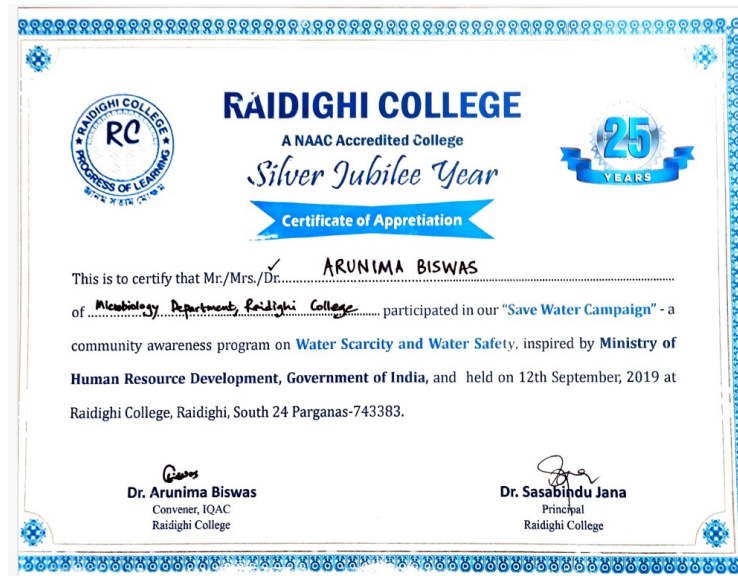 RAIDIGHI COLLEGE
PROGRESS OF LEARNING
RC
RAIDIGHI COLLEGE
A NAAC Accredited College
Silver Jubilee Year
Certificate of Appretiation
25
YEARS
This is to certify that Mr./Mrs./Dr. ✓ ARUNIMA BISWAS
of Microbiology Department, Raidighi College participated in our "Save Water Campaign" - a
community awareness program on Water Scarcity and Water Safety, inspired by Ministry of
Human Resource Development, Government of India, and held on 12th September, 2019 at
Raidighi College, Raidighi, South 24 Parganas-743383.
Biswas
Dr. Arunima Biswas
Convener, IQAC
Raidighi College
Dr. Sasabindu Jana
Principal
Raidighi College